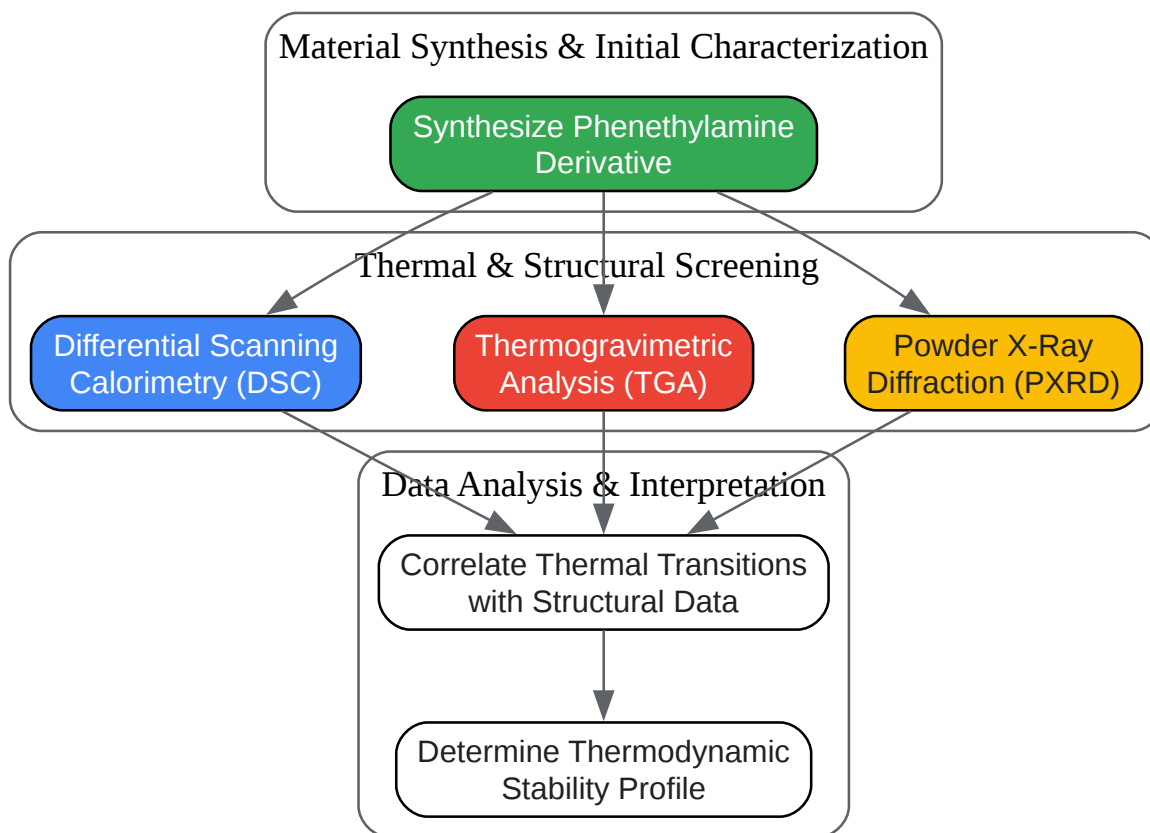 Material Synthesis & Initial Characterization
Synthesize Phenethylamine
Derivative
Thermal & Structural Screening
Differential Scanning
Calorimetry (DSC)
Thermogravimetric
Analysis (TGA)
Powder X-Ray
Diffraction (PXRD)
Data Analysis & Interpretation
Correlate Thermal Transitions
with Structural Data
Determine Thermodynamic
Stability Profile